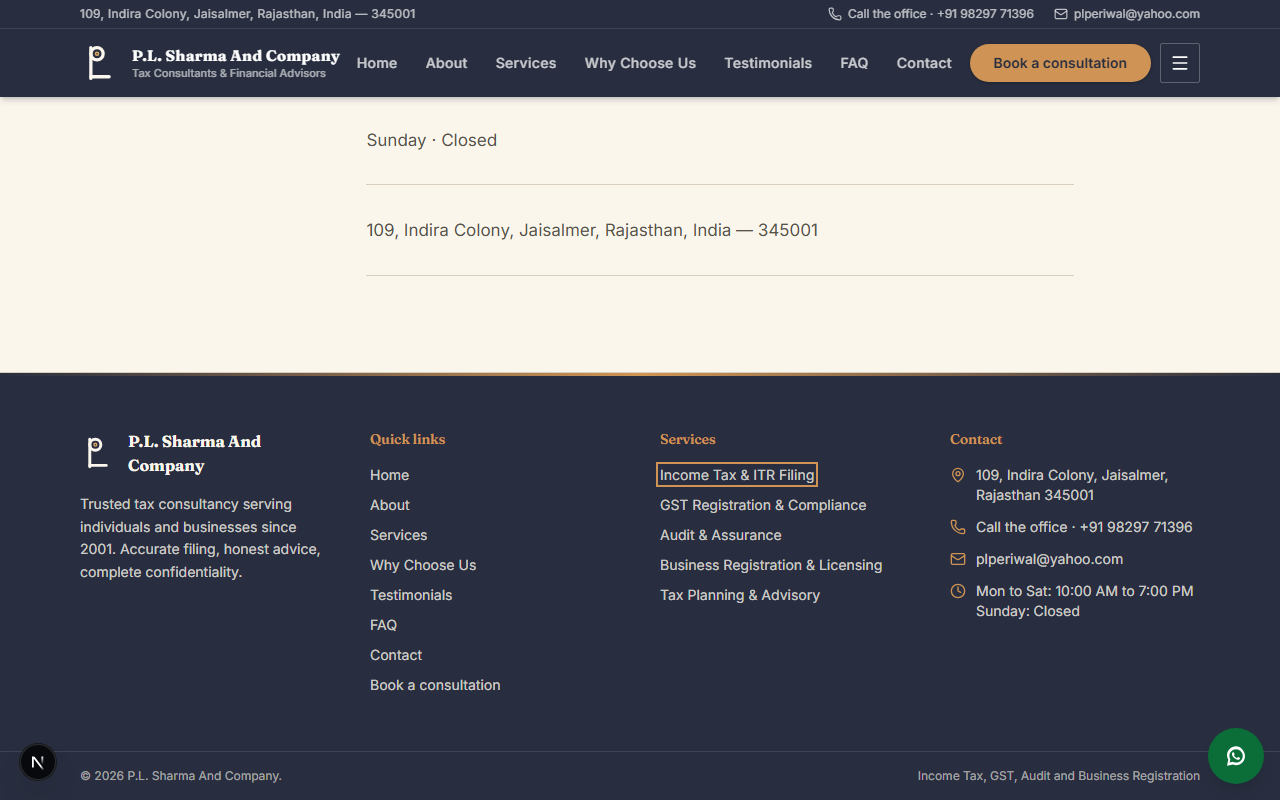 109, Indira Colony, Jaisalmer, Rajasthan, India — 345001
Call the office · +91 98297 71396
plperiwal@yahoo.com
P.L. Sharma And Company
Tax Consultants & Financial Advisors
Home
About
Services
Why Choose Us
Testimonials
FAQ
Contact
Book a consultation
Sunday · Closed
109, Indira Colony, Jaisalmer, Rajasthan, India — 345001
P.L. Sharma And
Company
Trusted tax consultancy serving
individuals and businesses since
2001. Accurate filing, honest advice,
complete confidentiality.
Quick links
Home
About
Services
Why Choose Us
Testimonials
FAQ
Contact
Book a consultation
Services
Income Tax & ITR Filing
GST Registration & Compliance
Audit & Assurance
Business Registration & Licensing
Tax Planning & Advisory
Contact
109, Indira Colony, Jaisalmer,
Rajasthan 345001
Call the office · +91 98297 71396
plperiwal@yahoo.com
Mon to Sat: 10:00 AM to 7:00 PM
Sunday: Closed
N
© 2026 P.L. Sharma And Company.
Income Tax, GST, Audit and Business Registration